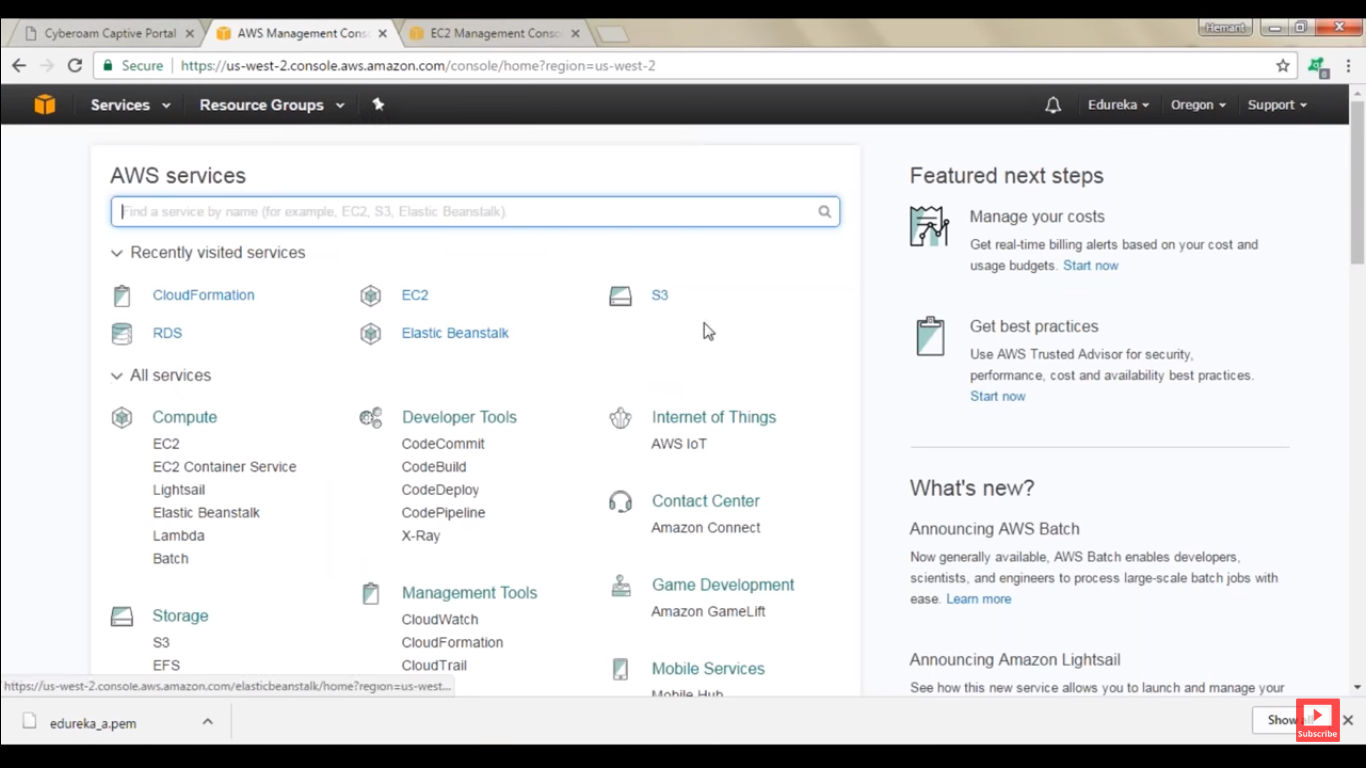 Cyberoam Captive Portal
AWS Management Cons
EC2 Management Conso
Hemant
Secure
https://us-west-2.console.aws.amazon.com/console/home?region=us-west-2
Services
Resource Groups
Edureka
Oregon
Support
AWS services
Find a service by name (for example, EC2, S3, Elastic Beanstalk).
Recently visited services
CloudFormation
EC2
S3
RDS
Elastic Beanstalk
All services
Compute
EC2
EC2 Container Service
Lightsail
Elastic Beanstalk
Lambda
Batch
Storage
S3
EFS
Developer Tools
CodeCommit
CodeBuild
CodeDeploy
CodePipeline
X-Ray
Management Tools
CloudWatch
CloudFormation
CloudTrail
Internet of Things
AWS IoT
Contact Center
Amazon Connect
Game Development
Amazon GameLift
Mobile Services
Mobile Hub
Featured next steps
Manage your costs
Get real-time billing alerts based on your cost and
usage budgets. Start now
Get best practices
Use AWS Trusted Advisor for security,
performance, cost and availability best practices.
Start now
What's new?
Announcing AWS Batch
Now generally available, AWS Batch enables developers,
scientists, and engineers to process large-scale batch jobs with
ease. Learn more
Announcing Amazon Lightsail
See how this new service allows you to launch and manage your
https://us-west-2.console.aws.amazon.com/elasticbeanstalk/home?region=us-west...
edureka_a.pem
Show
Subscribe